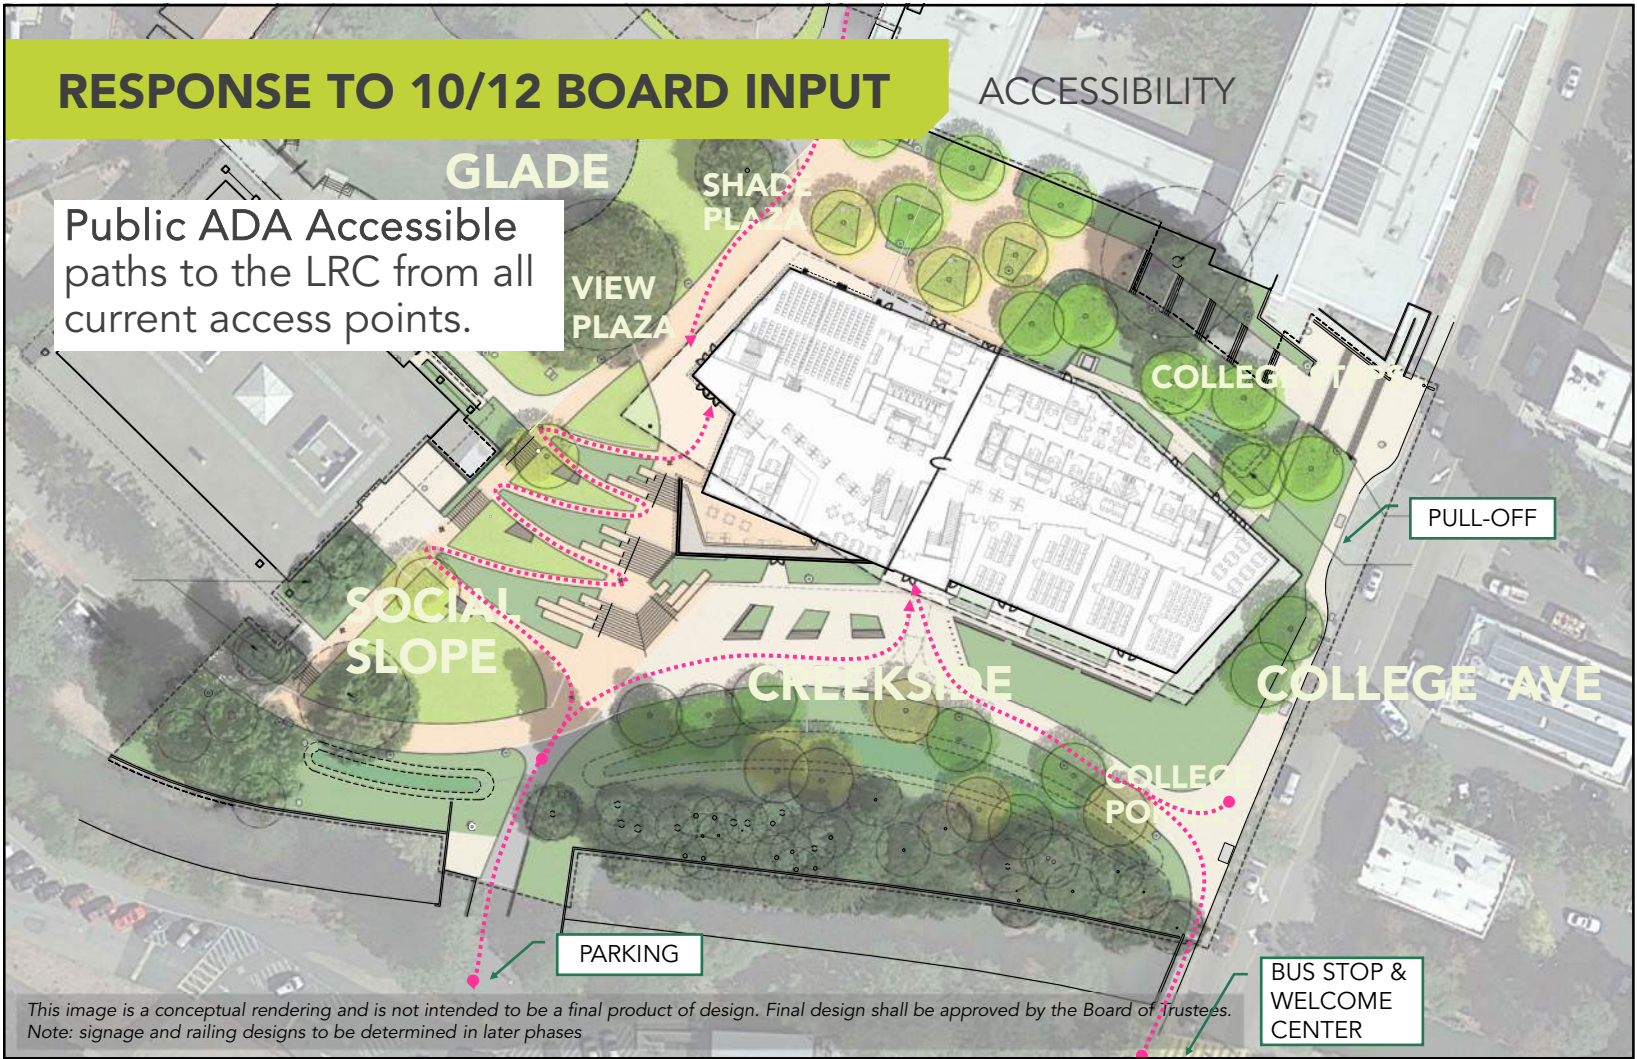 RESPONSE TO 10/12 BOARD INPUT
ACCESSIBILITY
GLADE
SHADE
PLAZA
Public ADA Accessible
paths to the LRC from all
current access points.
VIEW
PLAZA
COLLEGE STEPS
PULL-OFF
SOCIAL
SLOPE
CREEKSIDE
COLLEGE AVE
COLLEGE
PARKING
BUS STOP &
WELCOME
CENTER
This image is a conceptual rendering and is not intended to be a final product of design. Final design shall be approved by the Board of Trustees.
Note: signage and railing designs to be determined in later phases